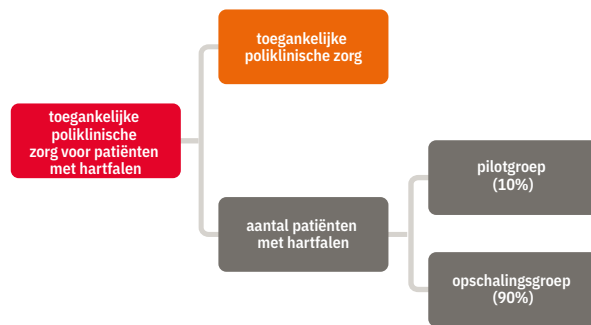 toegankelijke
poliklinische zorg
toegankelijke
poliklinische
zorg voor patiënten
met hartfalen
pilotgroep
(10%)
aantal patiënten
met hartfalen
opschalingsgroep
(90%)